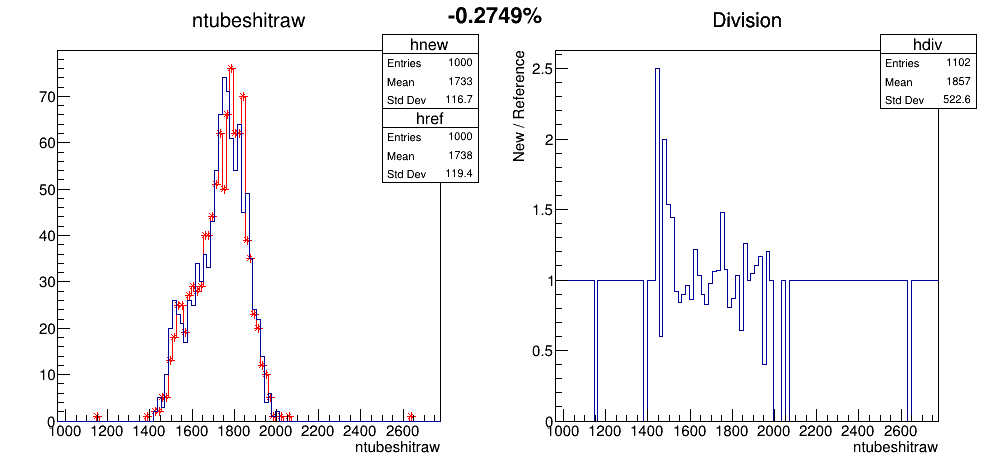 -0.2749%
ntubeshitraw
hnew
Entries 1000
Mean 1733
Std Dev 116.7
href
Entries 1000
Mean 1738
Std Dev 119.4
70
60
50
40
30
20
10
0
1000 1200 1400 1600 1800 2000 2200 2400 2600
ntubeshitraw
Division
hdiv
Entries 1102
Mean 1857
Std Dev 522.6
New / Reference
2.5
2
1.5
1
0.5
0
1000 1200 1400 1600 1800 2000 2200 2400 2600
ntubeshitraw